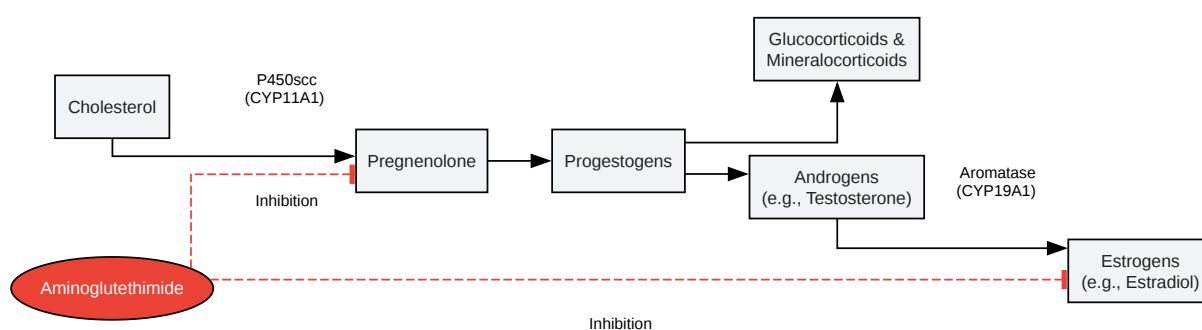 Glucocorticoids &
Mineralocorticoids
P450scc
(CYP11A1)
Cholesterol
Pregnenolone
Progestogens
Androgens
(e.g., Testosterone)
Aromatase
(CYP19A1)
Inhibition
Estrogens
(e.g., Estradiol)
Aminoglutethimide
Inhibition